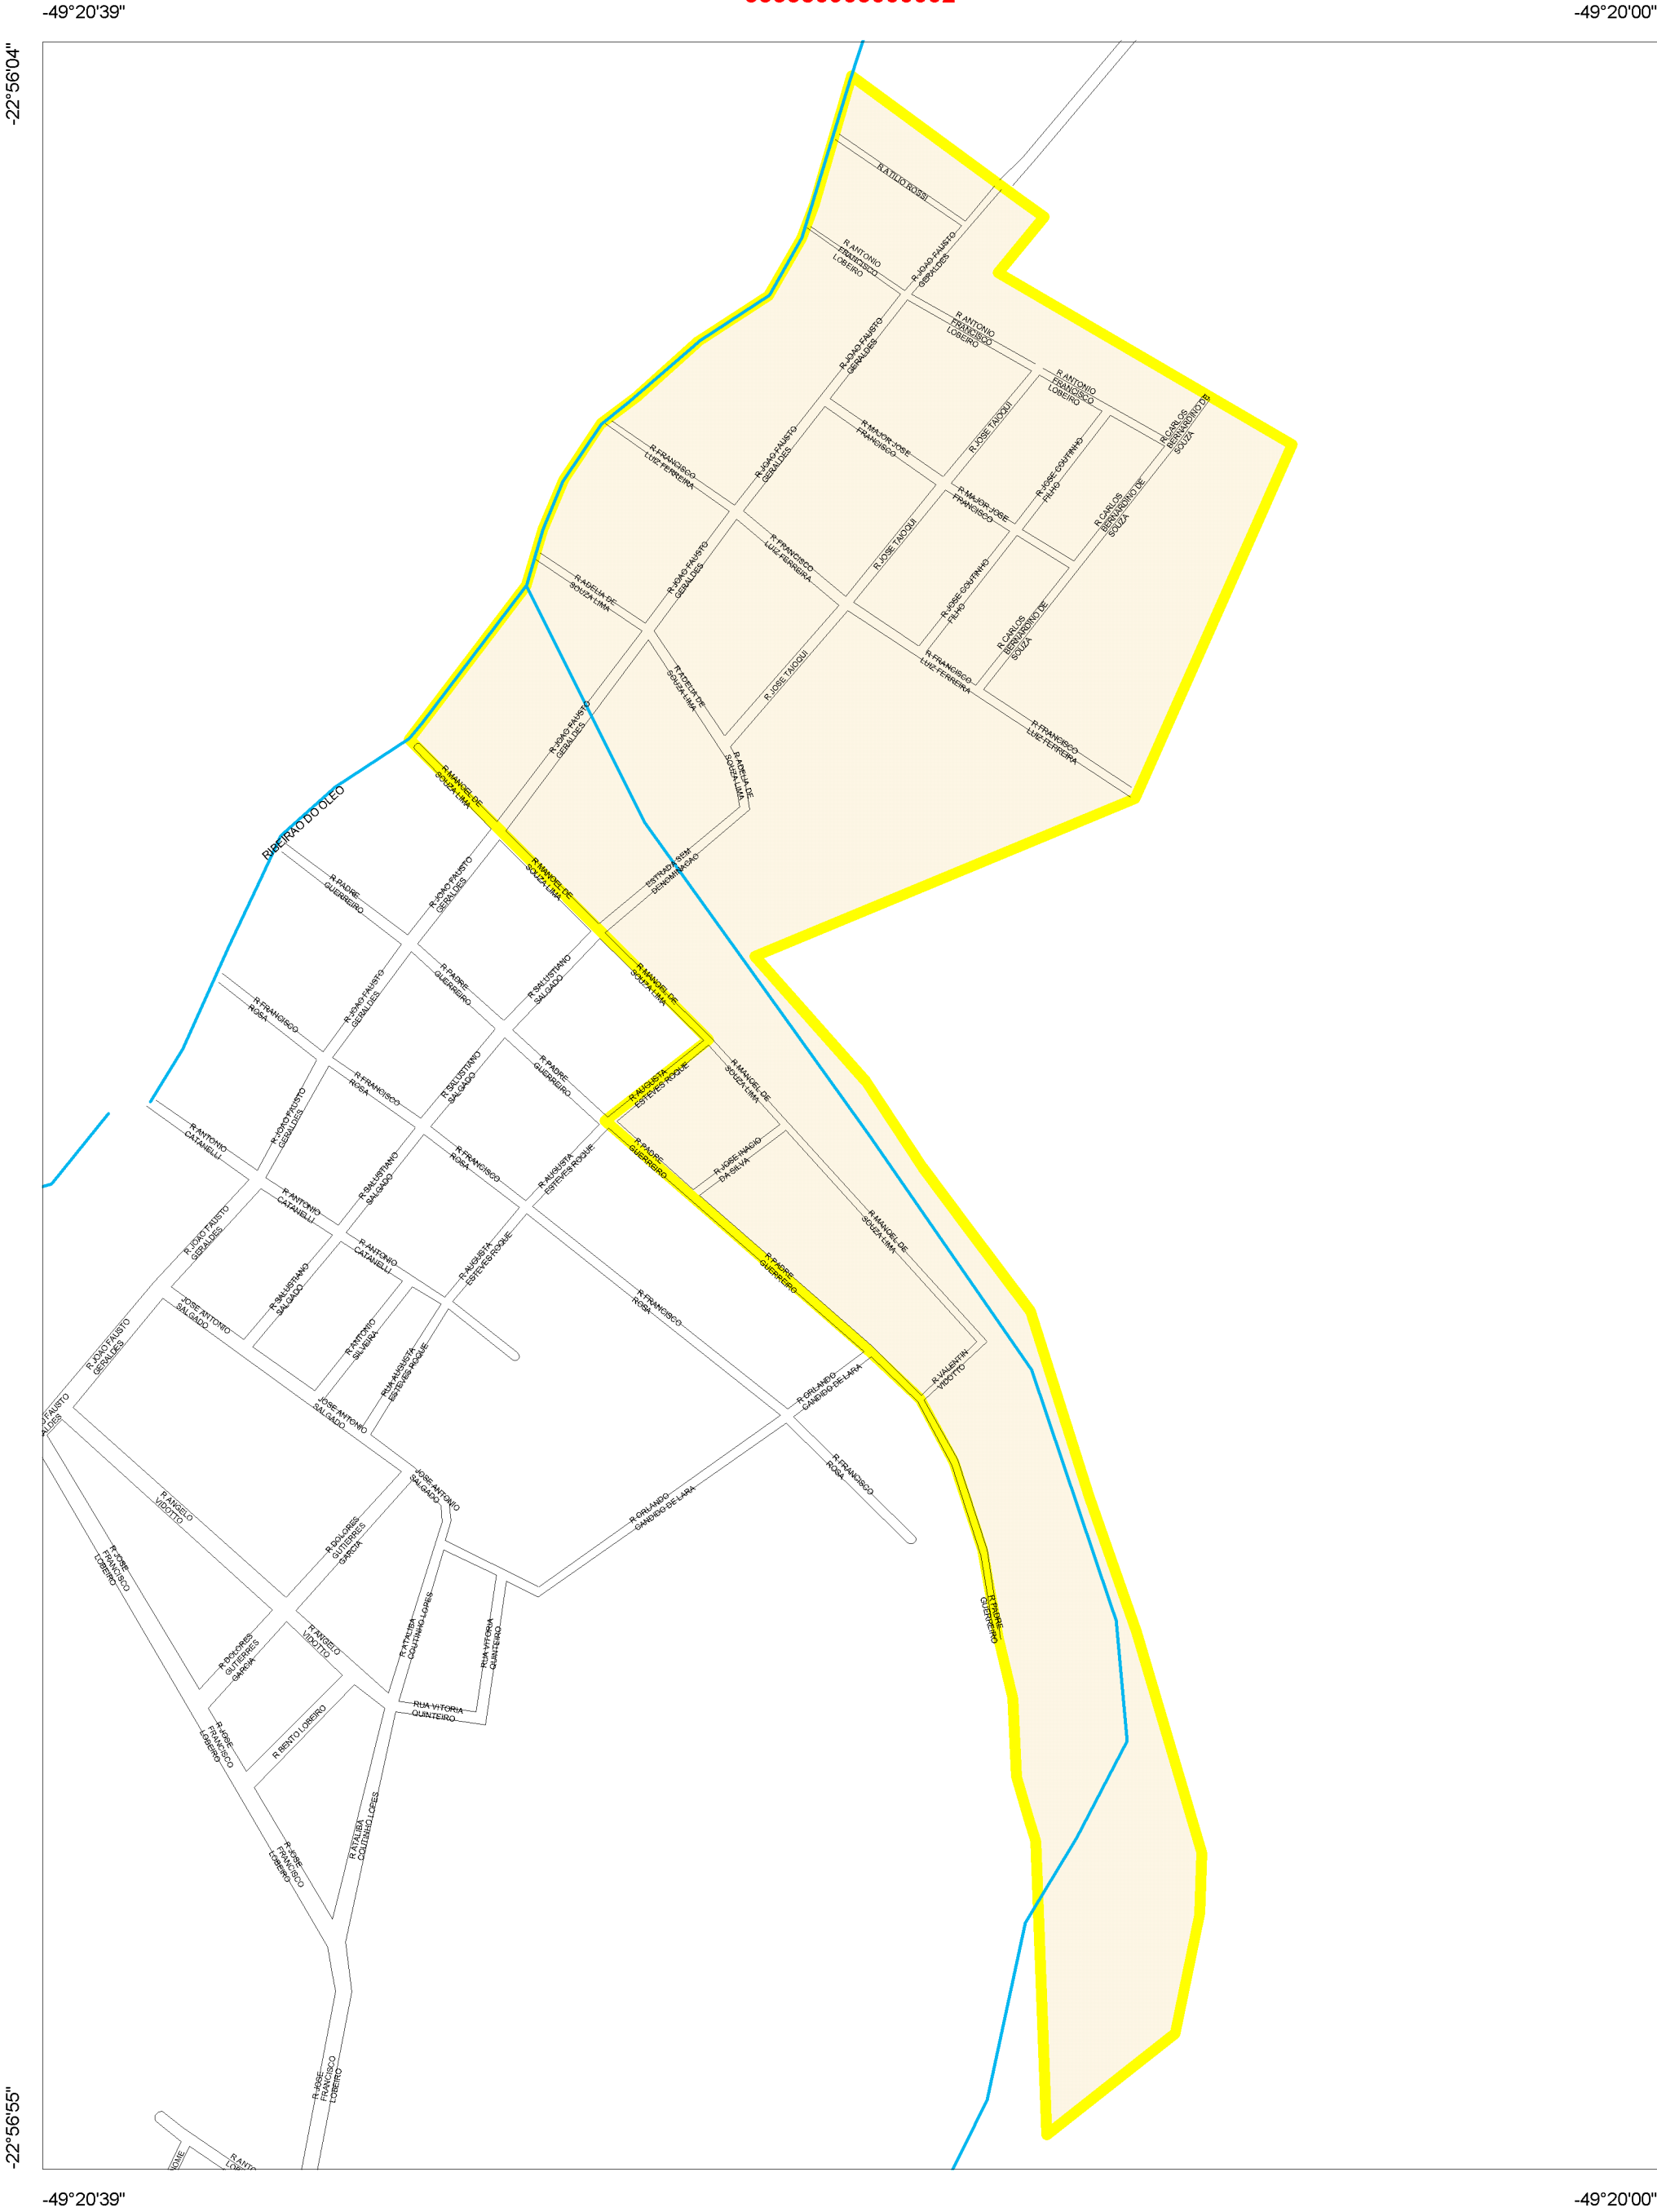 -49°20'39"
-49°20'00"
-22°56'04"
R ATILIO ROSSI
R ANTONIO
FRANCISCO
LOBEIRO
R JOAO FAUSTO
GERALDES
R ANTONIO
FRANCISCO
LOBEIRO
R JOAO FAUSTO
GERALDES
R ANTONIO
FRANCISCO
LOBEIRO
R CARLOS
BERNARDINO DE
SOUZA
R JOSE TAIOQUI
R MAJOR JOSE
FRANCISCO
R JOAO FAUSTO
GERALDES
R FRANCISCO
LUIZ FERREIRA
R JOSE COUTINHO
FILHO
R MAJOR JOSE
FRANCISCO
R CARLOS
BERNARDINO DE
SOUZA
R FRANCISCO
LUIZ FERREIRA
R JOSE TAIOQUI
R JOAO FAUSTO
GERALDES
R ADELIA DE
SOUZA LIMA
R JOSE COUTINHO
FILHO
R CARLOS
BERNARDINO DE
SOUZA
R FRANCISCO
LUIZ FERREIRA
R ADELIA DE
SOUZA LIMA
R JOSE TAIOQUI
R JOAO FAUSTO
GERALDES
R FRANCISCO
LUIZ FERREIRA
R ADELIA DE
SOUZA LIMA
R MANOEL DE
SOUZA LIMA
RIBEIRAO DO OLEO
ESTRADA SEM
DENOMINACAO
R MANOEL DE
SOUZA LIMA
R JOAO FAUSTO
GERALDES
R PADRE
GUERREIRO
R PADRE
GUERREIRO
R SALUSTIANO
SALGADO
R MANOEL DE
SOUZA LIMA
R JOAO FAUSTO
GERALDES
R FRANCISCO
ROSA
R PADRE
GUERREIRO
R SALUSTIANO
SALGADO
R AUGUSTA
ESTEVES ROQUE
R MANOEL DE
SOUZA LIMA
R FRANCISCO
ROSA
R JOAO FAUSTO
GERALDES
R ANTONIO
CATANELLI
R FRANCISCO
ROSA
R PADRE
GUERREIRO
R JOSE INACIO
DA SILVA
R SALUSTIANO
SALGADO
R AUGUSTA
ESTEVES ROQUE
R ANTONIO
CATANELLI
R JOAO FAUSTO
GERALDES
R MANOEL DE
SOUZA LIMA
R ANTONIO
CATANELLI
R AUGUSTA
ESTEVES ROQUE
R PADRE
GUERREIRO
R SALUSTIANO
SALGADO
JOSE ANTONIO
SALGADO
R FRANCISCO
ROSA
R JOAO FAUSTO
GERALDES
R ANTONIO
SILVEIRA
RUA AUGUSTA
ESTEVES ROQUE
R VALENTIN
VIDOTTO
R ORLANDO
CANDIDO DE LARA
O FAUSTO
ALDES
JOSE ANTONIO
SALGADO
R FRANCISCO
ROSA
JOSE ANTONIO
SALGADO
R ANGELO
VIDOTTO
R ORLANDO
CANDIDO DE LARA
R DOLORES
GUTIERRES
GARCIA
R JOSE
FRANCISCO
LOBEIRO
R PADRE
GUERREIRO
R ATALIBA
COUTINHO LOPES
RUA VITORIA
QUINTEIRO
R ANGELO
VIDOTTO
R DOLORES
GUTIERRES
GARCIA
RUA VITORIA
QUINTEIRO
R BENTO LOBEIRO
R JOSE
FRANCISCO
LOBEIRO
R ATALIBA
COUTINHO LOPES
R JOSE
FRANCISCO
LOBEIRO
R JOSE
FRANCISCO
LOBEIRO
-22°56'55"
-49°20'39"
-49°20'00"